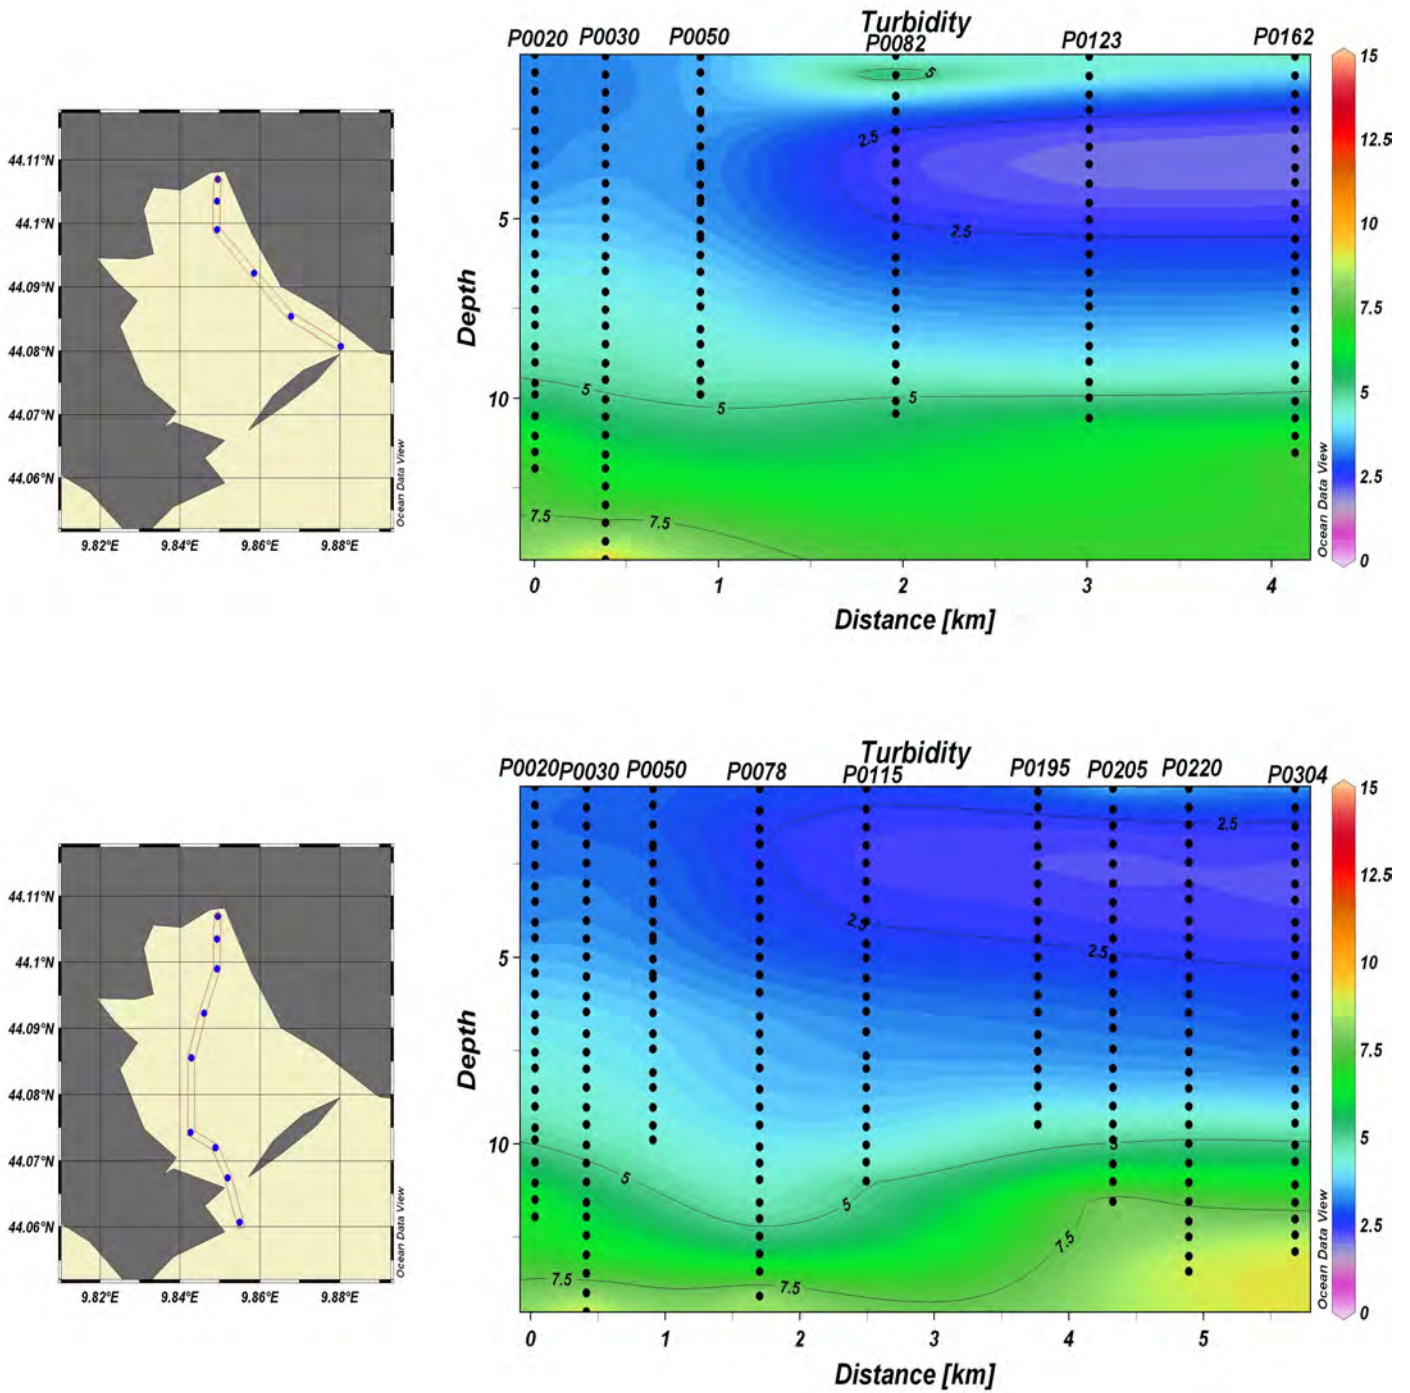 Turbidity
P0020 P0030 P0050 P0082 P0123 P0162
44.11°N
44.1°N
44.09°N
44.08°N
44.07°N
44.06°N
9.82°E 9.84°E 9.86°E 9.88°E
Ocean Data View
Depth
5
10
5
2.5
2.5
5
5
5
7.5
7.5
0 1 2 3 4
Distance [km]
Ocean Data View
15
12.5
10
7.5
5
2.5
0
Turbidity
P0020 P0030 P0050 P0078 P0115 P0195 P0205 P0220 P0304
44.11°N
44.1°N
44.09°N
44.08°N
44.07°N
44.06°N
9.82°E 9.84°E 9.86°E 9.88°E
Ocean Data View
Depth
5
10
2.5
2.5
2.5
5
5
5
7.5
7.5
7.5
0 1 2 3 4 5
Distance [km]
Ocean Data View
15
12.5
10
7.5
5
2.5
0